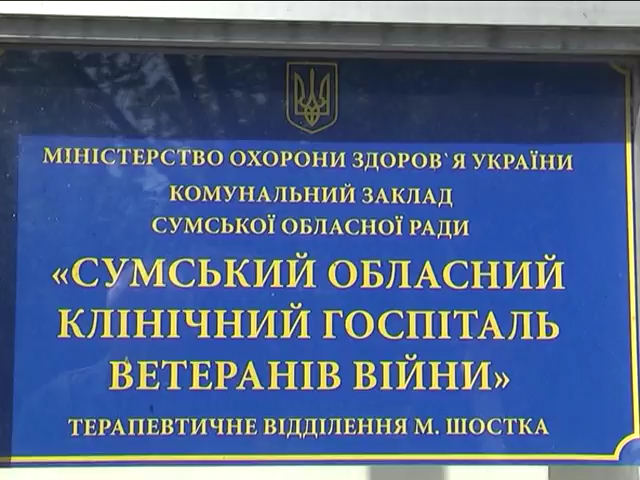 МІНІСТЕРСТВО ОХОРОНИ ЗДОРОВ`Я УКРАЇНИ
КОМУНАЛЬНИЙ ЗАКЛАД
СУМСЬКОЇ ОБЛАСНОЇ РАДИ
«СУМСЬКИЙ ОБЛАСНИЙ
КЛІНІЧНИЙ ГОСПІТАЛЬ
ВЕТЕРАНІВ ВІЙНИ»
ТЕРАПЕВТИЧНЕ ВІДДІЛЕННЯ М. ШОСТКА